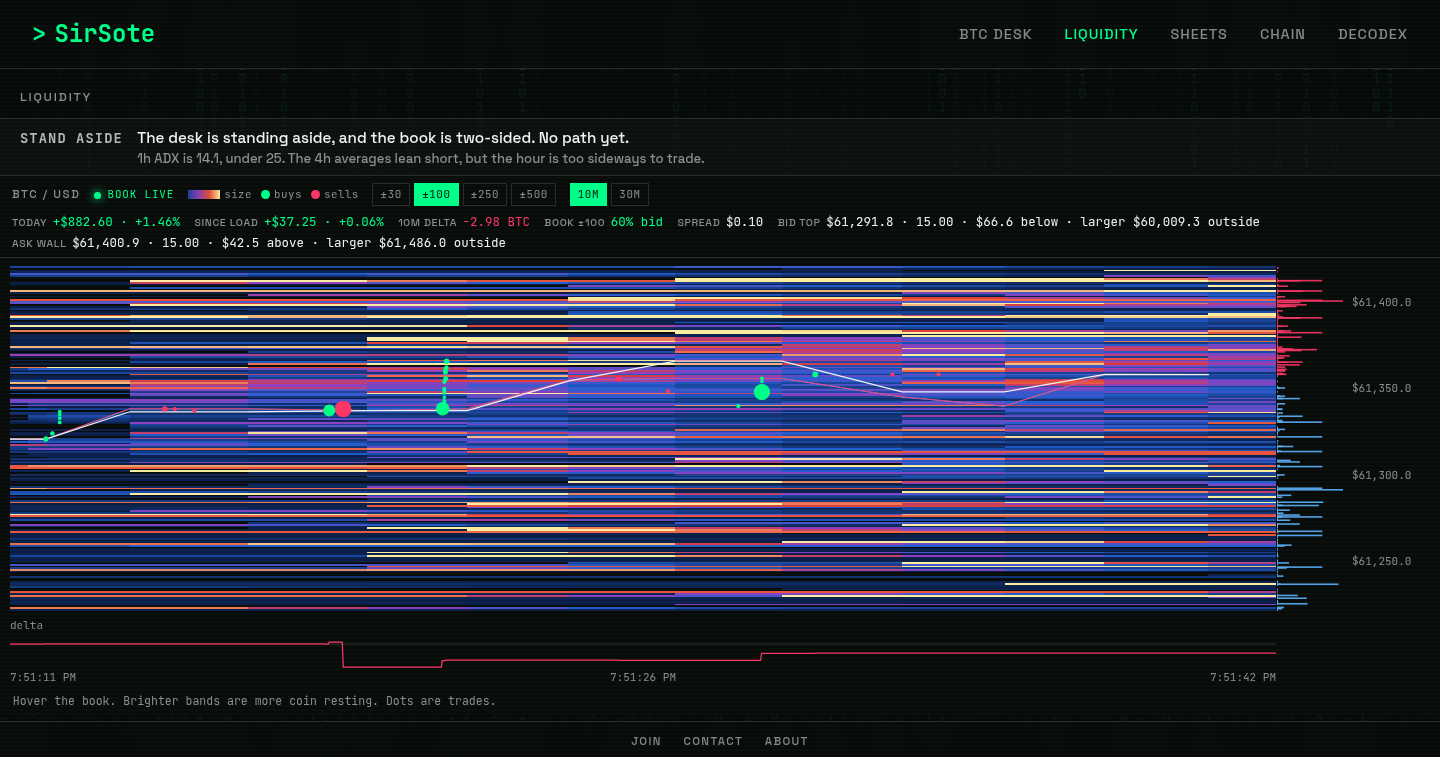 > SirSote
BTC DESK LIQUIDITY SHEETS CHAIN DECODEX
LIQUIDITY
STAND ASIDE The desk is standing aside, and the book is two-sided. No path yet.
1h ADX is 14.1, under 25. The 4h averages lean short, but the hour is too sideways to trade.
BTC / USD BOOK LIVE size buys sells ±30 ±100 ±250 ±500 10M 30M
TODAY +$882.60 · +1.46% SINCE LOAD +$37.25 · +0.06% 10M DELTA -2.98 BTC BOOK ±100 60% bid SPREAD $0.10 BID TOP $61,291.8 · 15.00 · $66.6 below · larger $60,009.3 outside
ASK WALL $61,400.9 · 15.00 · $42.5 above · larger $61,486.0 outside
$61,400.0
$61,350.0
$61,300.0
$61,250.0
delta
7:51:11 PM 7:51:26 PM 7:51:42 PM
Hover the book. Brighter bands are more coin resting. Dots are trades.
JOIN CONTACT ABOUT